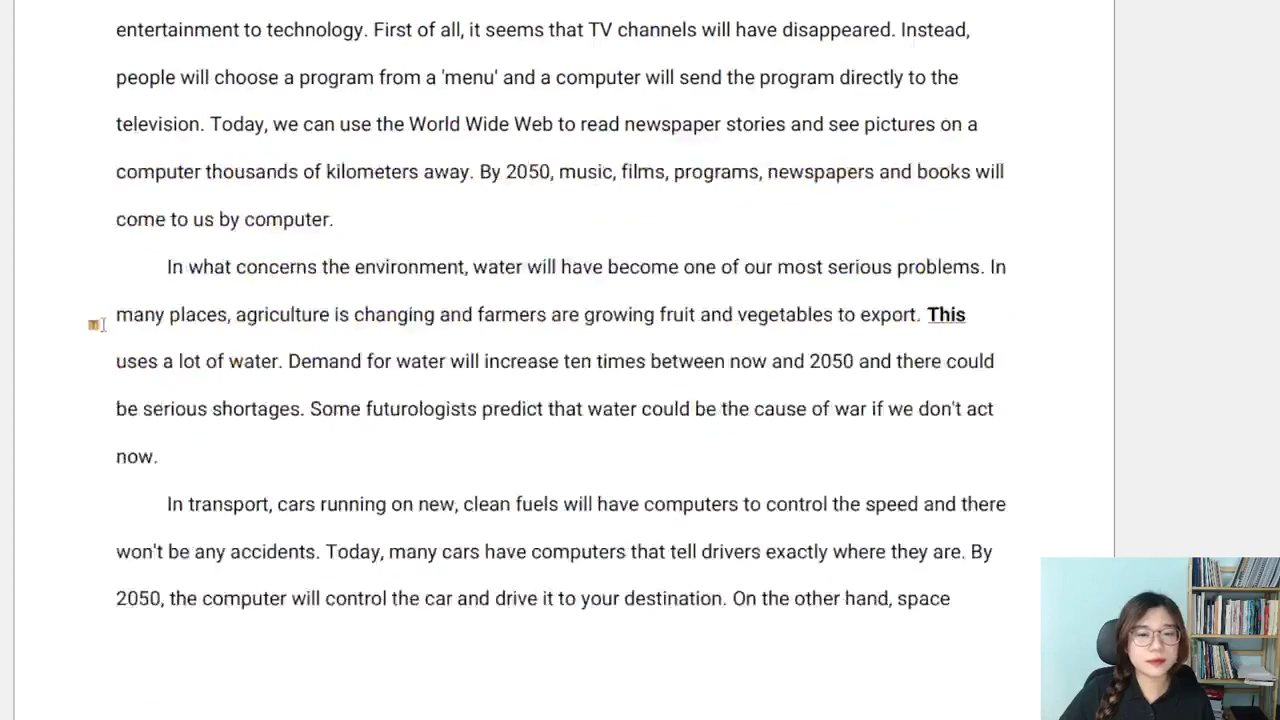 entertainment to technology. First of all, it seems that TV channels will have disappeared. Instead,
people will choose a program from a 'menu' and a computer will send the program directly to the
television. Today, we can use the World Wide Web to read newspaper stories and see pictures on a
computer thousands of kilometers away. By 2050, music, films, programs, newspapers and books will
come to us by computer.
In what concerns the environment, water will have become one of our most serious problems. In
many places, agriculture is changing and farmers are growing fruit and vegetables to export. This
uses a lot of water. Demand for water will increase ten times between now and 2050 and there could
be serious shortages. Some futurologists predict that water could be the cause of war if we don't act
now.
In transport, cars running on new, clean fuels will have computers to control the speed and there
won't be any accidents. Today, many cars have computers that tell drivers exactly where they are. By
2050, the computer will control the car and drive it to your destination. On the other hand, space